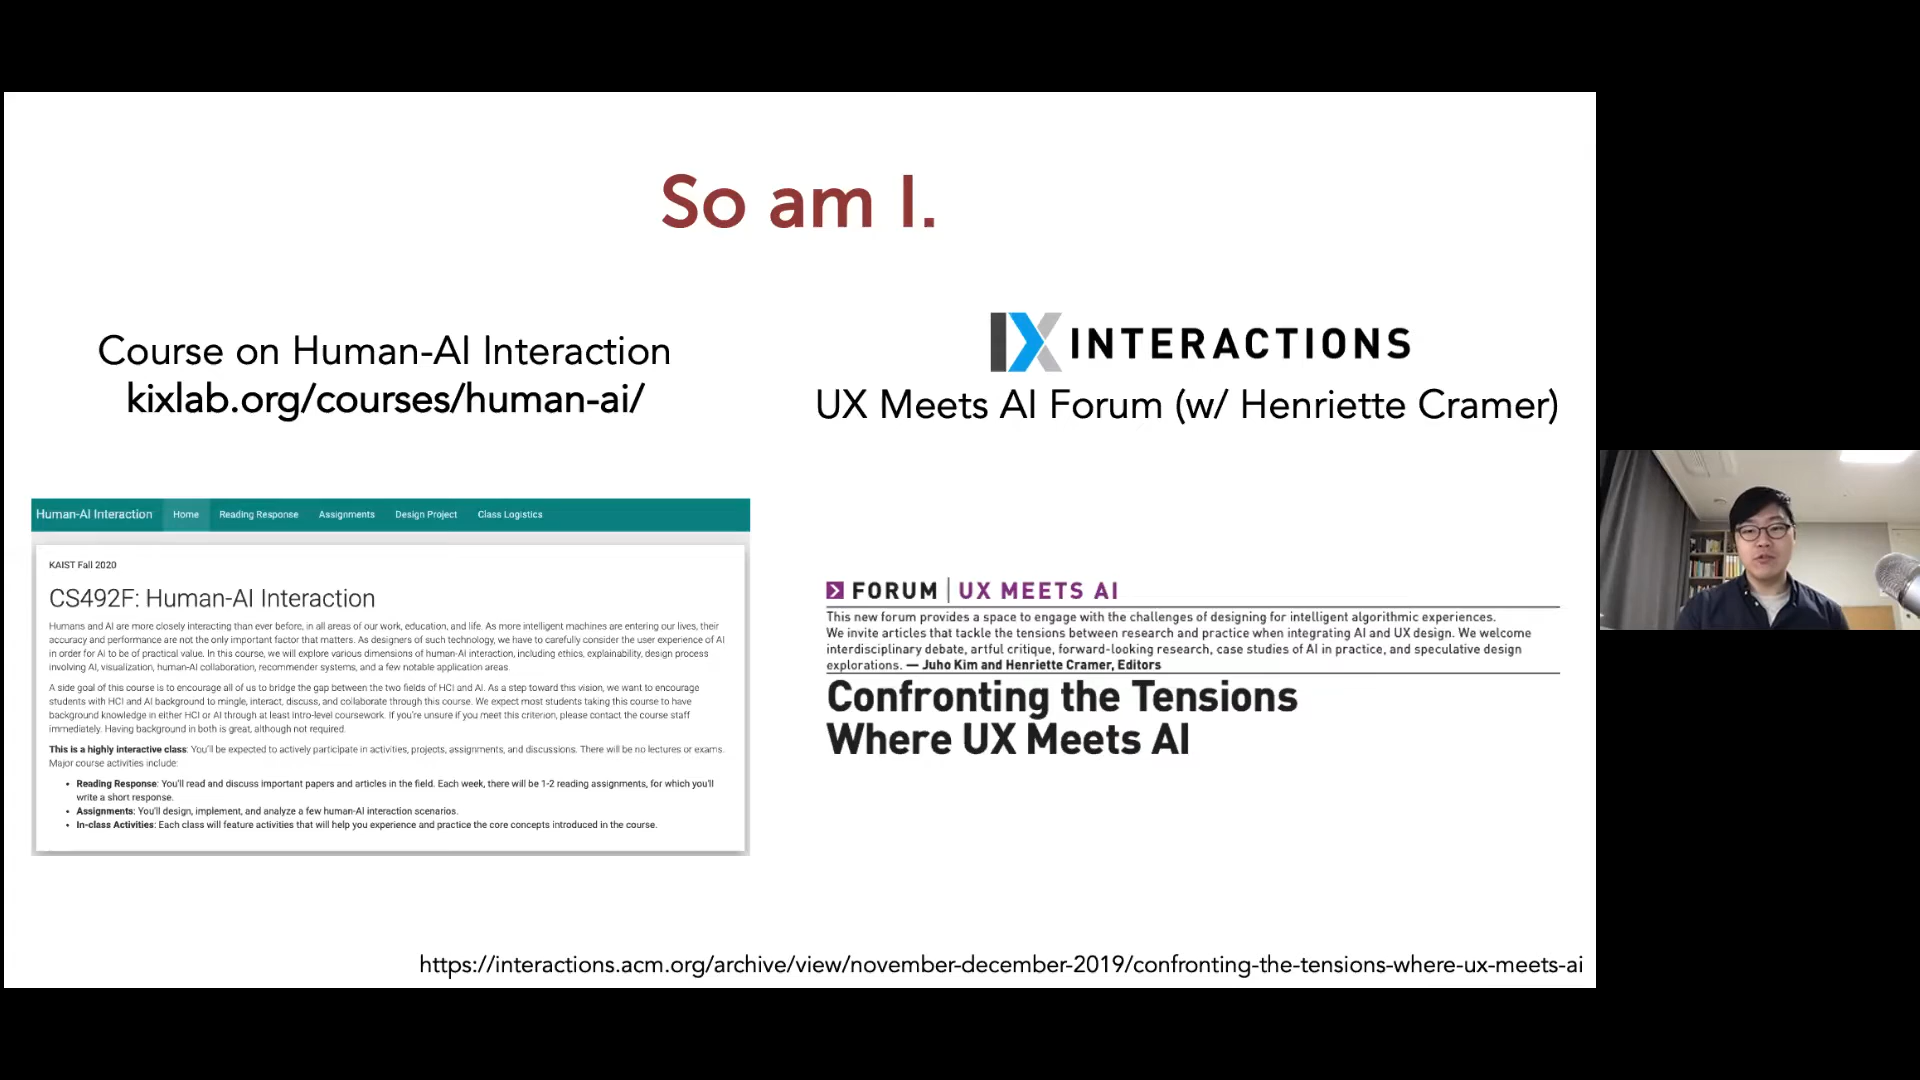 So am I.
Course on Human-AI Interaction
kixlab.org/courses/human-ai/
IX INTERACTIONS
UX Meets AI Forum (w/ Henriette Cramer)
Human-AI Interaction Home Reading Response Assignments Design Project Class Logistics
KAIST Fall 2020
CS492F: Human-AI Interaction
Humans and AI are more closely interacting than ever before, in all areas of our work, education, and life. As more intelligent machines are entering our lives, their
accuracy and performance are not the only important factor that matters. As designers of such technology, we have to carefully consider the user experience of AI
in order for AI to be of practical value. In this course, we will explore various dimensions of human-AI interaction, including ethics, explainability, design process
involving AI, visualization, human-AI collaboration, recommender systems, and a few notable application areas.
A side goal of this course is to encourage all of us to bridge the gap between the two fields of HCI and AI. As a step toward this vision, we want to encourage
students with HCI and AI background to mingle, interact, discuss, and collaborate through this course. We expect most students taking this course to have
background knowledge in either HCI or AI through at least intro-level coursework. If you're unsure if you meet this criterion, please contact the course staff
immediately. Having background in both is great, although not required.
This is a highly interactive class: You'll be expected to actively participate in activities, projects, assignments, and discussions. There will be no lectures or exams.
Major course activities include:
• Reading Response: You'll read and discuss important papers and articles in the field. Each week, there will be 1-2 reading assignments, for which you'll
write a short response.
• Assignments: You'll design, implement, and analyze a few human-AI interaction scenarios.
• In-class Activities: Each class will feature activities that will help you experience and practice the core concepts introduced in the course.
FORUM | UX MEETS AI
This new forum provides a space to engage with the challenges of designing for intelligent algorithmic experiences.
We invite articles that tackle the tensions between research and practice when integrating AI and UX design. We welcome
interdisciplinary debate, artful critique, forward-looking research, case studies of AI in practice, and speculative design
explorations. — Juho Kim and Henriette Cramer, Editors
Confronting the Tensions
Where UX Meets AI
https://interactions.acm.org/archive/view/november-december-2019/confronting-the-tensions-where-ux-meets-ai